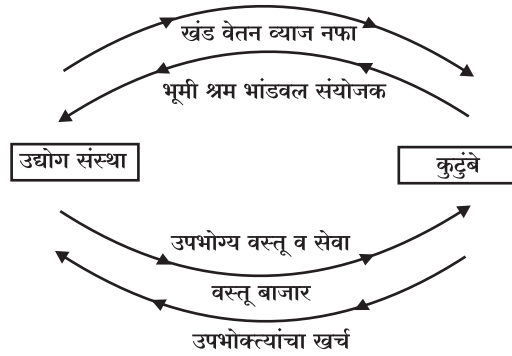 खंड वेतन व्याज नफा
भूमी श्रम भांडवल संयोजक
उद्योग संस्था
कुटुंबे
उपभोग्य वस्तू व सेवा
वस्तू बाजार
उपभोक्त्यांचा खर्च